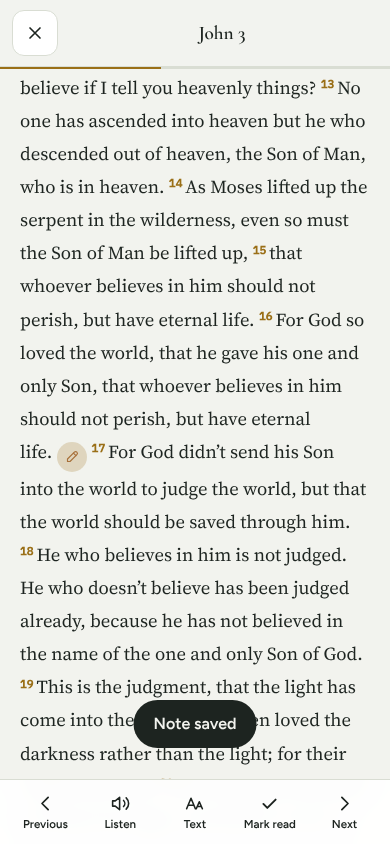 John 3
believe if I tell you heavenly things? 13 No
one has ascended into heaven but he who
descended out of heaven, the Son of Man,
who is in heaven. 14 As Moses lifted up the
serpent in the wilderness, even so must
the Son of Man be lifted up, 15 that
whoever believes in him should not
perish, but have eternal life. 16 For God so
loved the world, that he gave his one and
only Son, that whoever believes in him
should not perish, but have eternal
life. 17 For God didn’t send his Son
into the world to judge the world, but that
the world should be saved through him.
18 He who believes in him is not judged.
He who doesn’t believe has been judged
already, because he has not believed in
the name of the one and only Son of God.
19 This is the judgment, that the light has
come into the en loved the
Note saved
darkness rather than the light; for their
Previous Listen Text Mark read Next